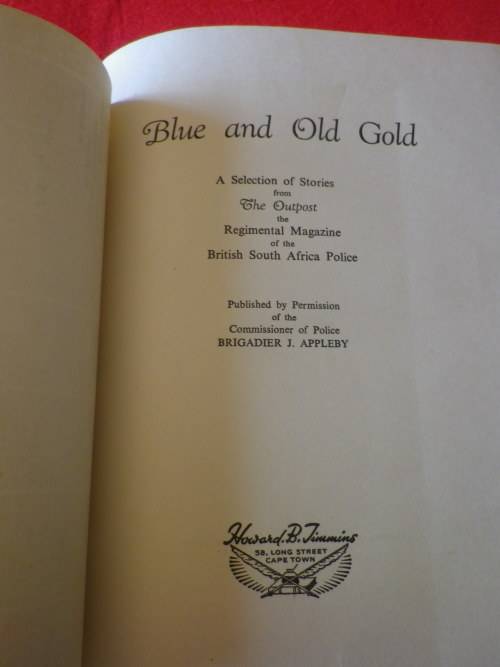 Blue and Old Gold
A Selection of Stories
from
The Outpost
the
Regimental Magazine
of the
British South Africa Police
Published by Permission
of the
Commissioner of Police
BRIGADIER J. APPLEBY
Howard. B. Timmins
58, LONG STREET
CAPE TOWN